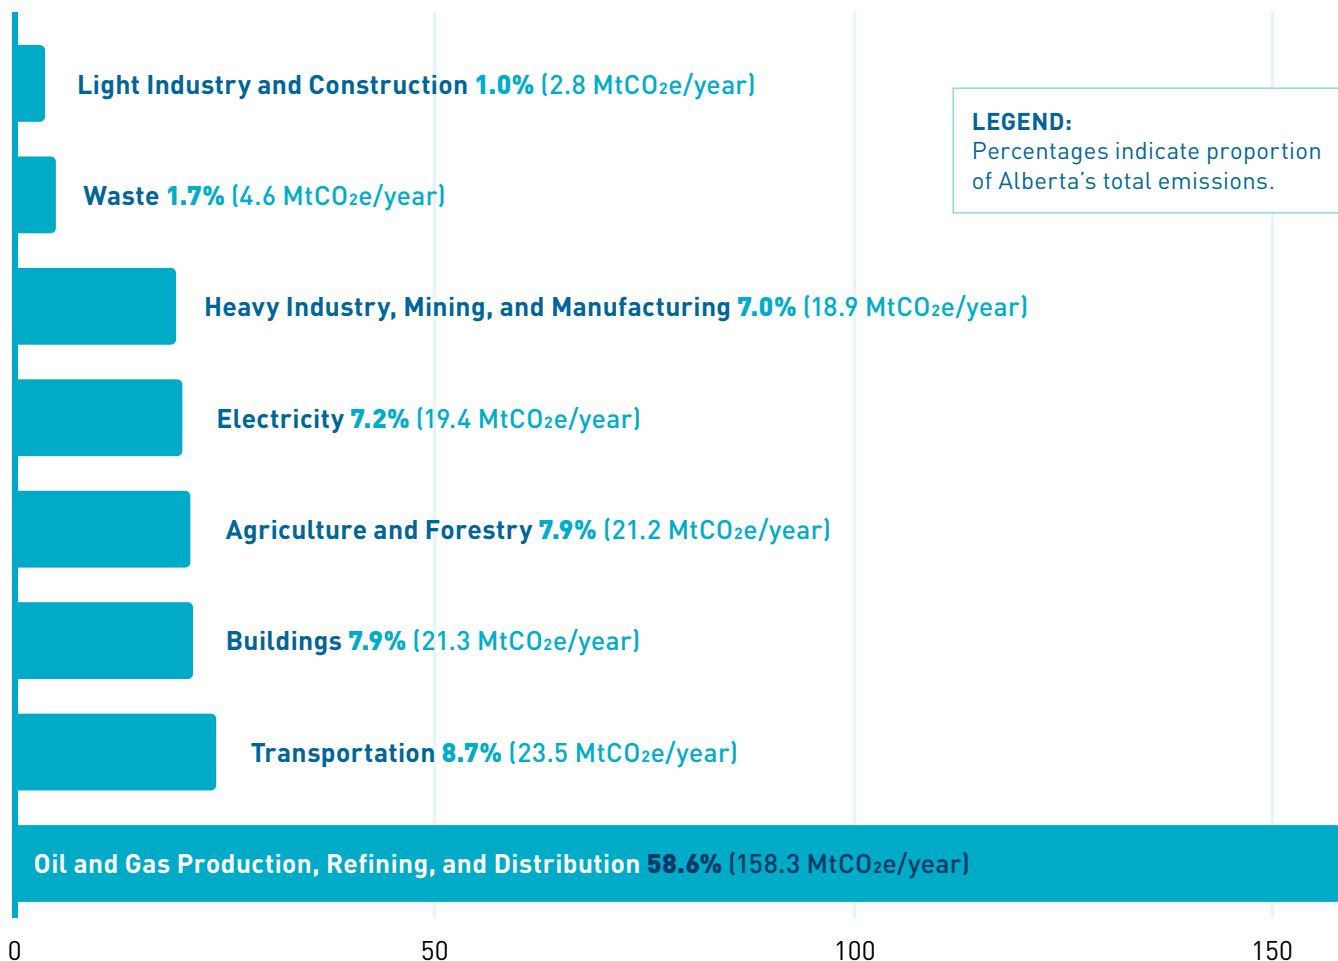 Light Industry and Construction 1.0% (2.8 MtCO₂e/year)
LEGEND:
Percentages indicate proportion
of Alberta’s total emissions.
Waste 1.7% (4.6 MtCO₂e/year)
Heavy Industry, Mining, and Manufacturing 7.0% (18.9 MtCO₂e/year)
Electricity 7.2% (19.4 MtCO₂e/year)
Agriculture and Forestry 7.9% (21.2 MtCO₂e/year)
Buildings 7.9% (21.3 MtCO₂e/year)
Transportation 8.7% (23.5 MtCO₂e/year)
Oil and Gas Production, Refining, and Distribution 58.6% (158.3 MtCO₂e/year)
0 50 100 150